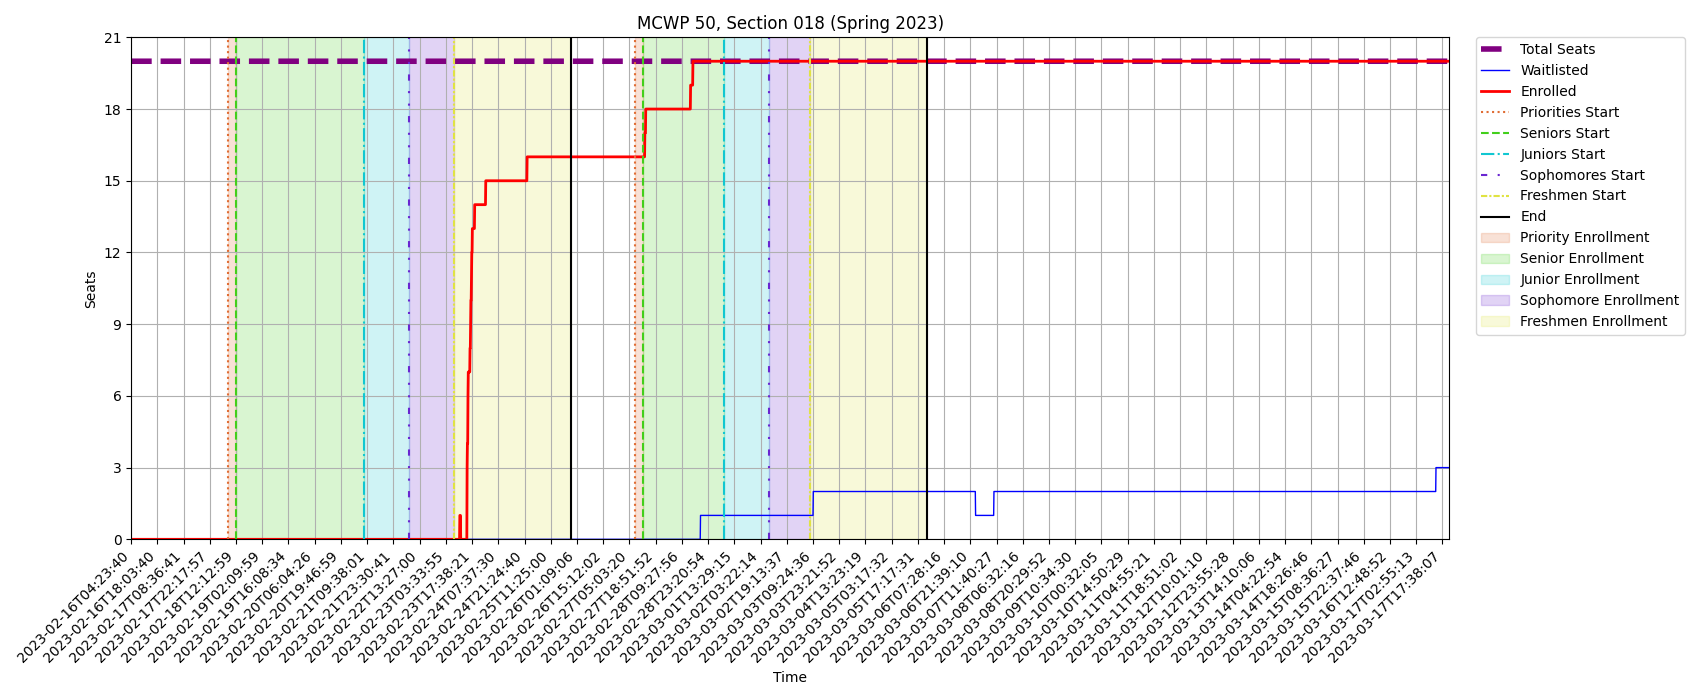 MCWP 50, Section 018 (Spring 2023)
Seats
21
18
15
12
9
6
3
0
2023-02-16T04:23:40
2023-02-16T18:03:40
2023-02-17T08:36:41
2023-02-17T22:17:57
2023-02-18T12:12:59
2023-02-19T02:09:59
2023-02-19T16:08:34
2023-02-20T06:04:26
2023-02-20T19:46:59
2023-02-21T09:38:01
2023-02-21T23:30:41
2023-02-22T13:27:00
2023-02-23T03:33:55
2023-02-23T17:38:21
2023-02-24T07:37:30
2023-02-24T21:24:40
2023-02-25T11:25:00
2023-02-26T01:09:06
2023-02-26T15:12:02
2023-02-27T05:03:20
2023-02-27T18:51:52
2023-02-28T09:27:56
2023-02-28T23:20:54
2023-03-01T13:29:15
2023-03-02T03:22:14
2023-03-02T19:13:37
2023-03-03T09:24:36
2023-03-03T23:21:52
2023-03-04T13:23:19
2023-03-05T03:17:32
2023-03-05T17:17:31
2023-03-06T07:28:16
2023-03-06T21:39:10
2023-03-07T11:40:27
2023-03-08T06:32:16
2023-03-08T20:29:52
2023-03-09T10:34:30
2023-03-10T00:32:05
2023-03-10T14:50:29
2023-03-11T04:55:21
2023-03-11T18:51:02
2023-03-12T10:01:10
2023-03-12T23:55:28
2023-03-13T14:10:06
2023-03-14T04:22:54
2023-03-14T18:26:46
2023-03-15T08:36:27
2023-03-15T22:37:46
2023-03-16T12:48:52
2023-03-17T02:55:13
2023-03-17T17:38:07
Time
Total Seats
Waitlisted
Enrolled
Priorities Start
Seniors Start
Juniors Start
Sophomores Start
Freshmen Start
End
Priority Enrollment
Senior Enrollment
Junior Enrollment
Sophomore Enrollment
Freshmen Enrollment